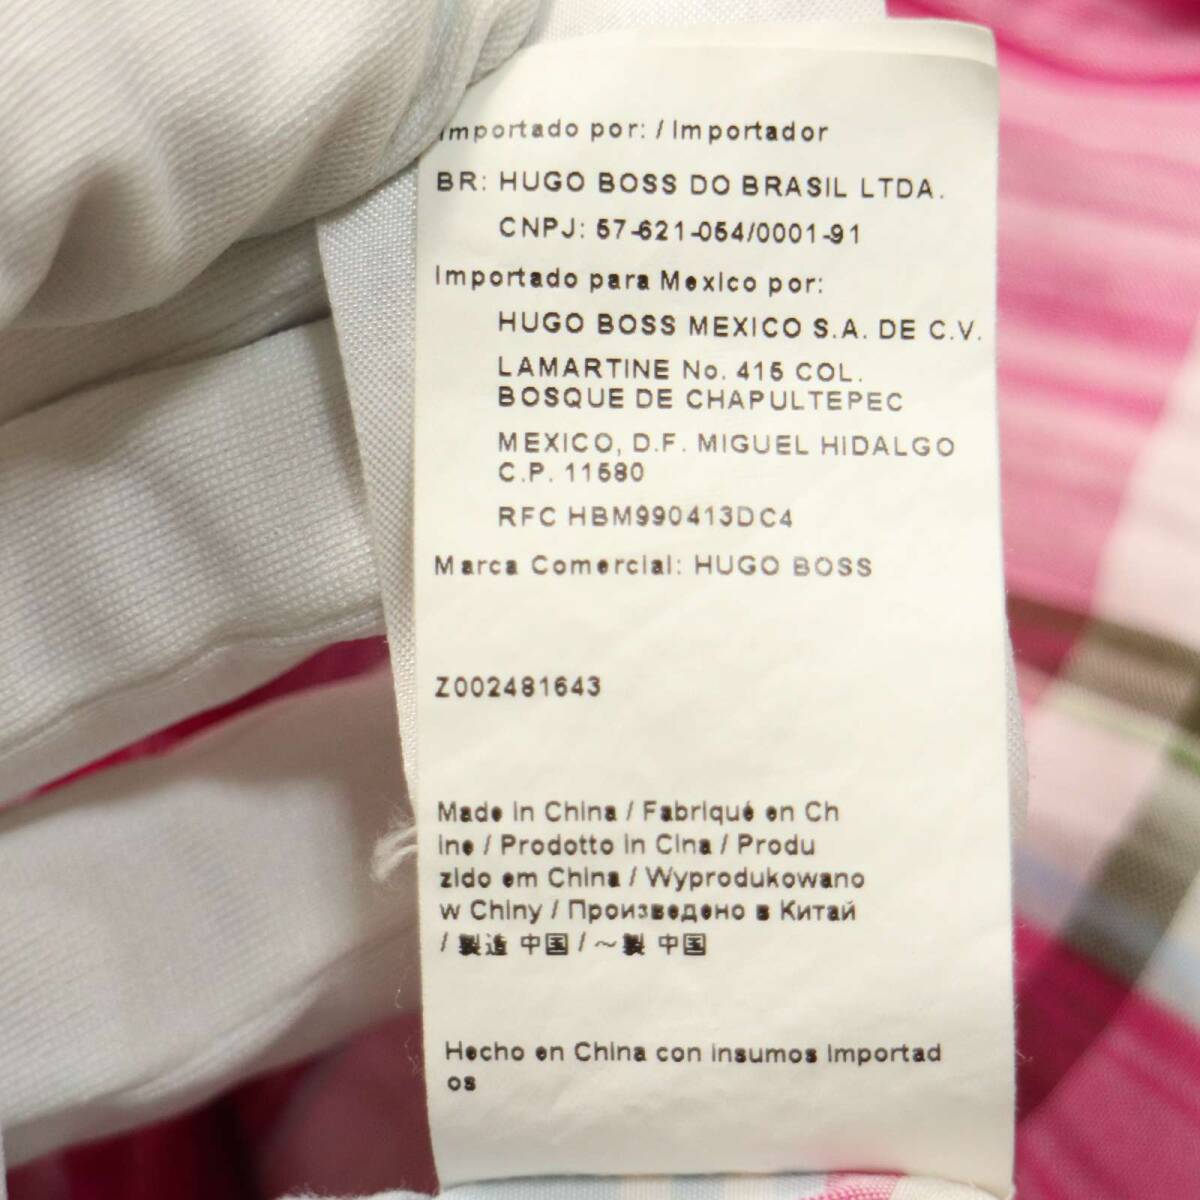 Importado por: / Importador
BR: HUGO BOSS DO BRASIL LTDA.
CNPJ: 57-621-054/0001-91
Importado para Mexico por:
HUGO BOSS MEXICO S.A. DE C.V.
LAMARTINE No. 415 COL.
BOSQUE DE CHAPULTEPEC
MEXICO, D.F. MIGUEL HIDALGO
C.P. 11580
RFC HBM990413DC4
Marca Comercial: HUGO BOSS
Z002481643
Made in China / Fabriqué en Ch
ine / Prodotto in Cina / Produ
zido em China / Wyprodukowano
w Chiny / Произведено в Китай
/ 製造 中国 / ～製 中国
Hecho en China con insumos importad
os